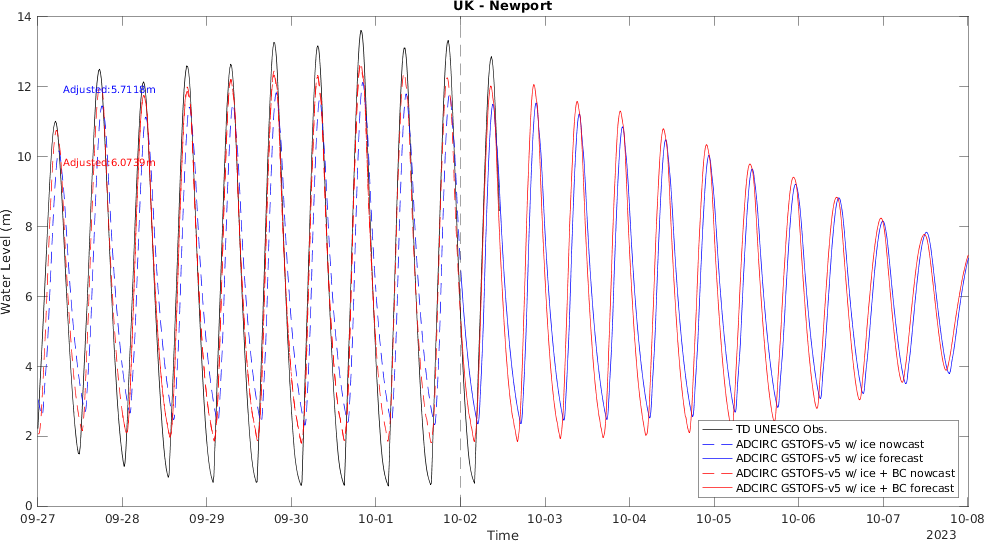 UK - Newport
14
12
10
8
6
4
2
0
Water Level (m)
Adjusted:5.7118m
Adjusted:6.0739m
TD UNESCO Obs.
ADCIRC GSTOFS-v5 w/ ice nowcast
ADCIRC GSTOFS-v5 w/ ice forecast
ADCIRC GSTOFS-v5 w/ ice + BC nowcast
ADCIRC GSTOFS-v5 w/ ice + BC forecast
09-27 09-28 09-29 09-30 10-01 10-02 10-03 10-04 10-05 10-06 10-07 10-08
Time
2023